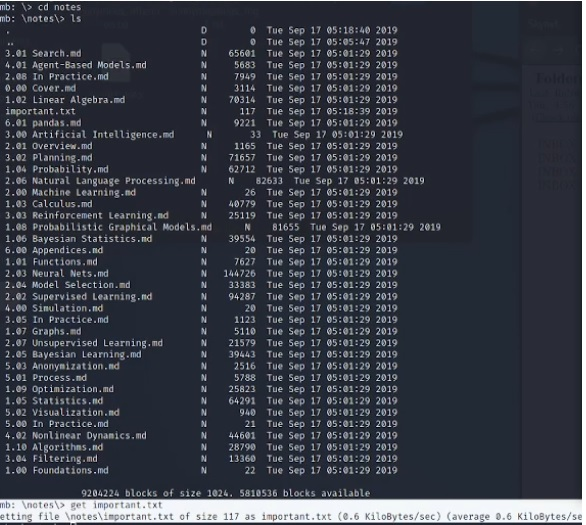 mb: \> cd notes
mb: \notes\> ls
. D 0 Tue Sep 17 05:18:40 2019
.. D 0 Tue Sep 17 05:05:47 2019
3.01 Search.md N 65601 Tue Sep 17 05:01:29 2019
4.01 Agent-Based Models.md N 5683 Tue Sep 17 05:01:29 2019
2.08 In Practice.md N 7949 Tue Sep 17 05:01:29 2019
0.00 Cover.md N 3114 Tue Sep 17 05:01:29 2019
1.02 Linear Algebra.md N 70314 Tue Sep 17 05:01:29 2019
important.txt N 117 Tue Sep 17 05:18:39 2019
6.01 pandas.md N 9221 Tue Sep 17 05:01:29 2019
3.00 Artificial Intelligence.md N 33 Tue Sep 17 05:01:29 2019
2.01 Overview.md N 1165 Tue Sep 17 05:01:29 2019
3.02 Planning.md N 71657 Tue Sep 17 05:01:29 2019
1.04 Probability.md N 62712 Tue Sep 17 05:01:29 2019
2.06 Natural Language Processing.md N 82633 Tue Sep 17 05:01:29 2019
2.00 Machine Learning.md N 26 Tue Sep 17 05:01:29 2019
1.03 Calculus.md N 40779 Tue Sep 17 05:01:29 2019
3.03 Reinforcement Learning.md N 25119 Tue Sep 17 05:01:29 2019
1.08 Probabilistic Graphical Models.md N 81655 Tue Sep 17 05:01:29 2019
1.06 Bayesian Statistics.md N 39554 Tue Sep 17 05:01:29 2019
6.00 Appendices.md N 20 Tue Sep 17 05:01:29 2019
1.01 Functions.md N 7627 Tue Sep 17 05:01:29 2019
2.03 Neural Nets.md N 144726 Tue Sep 17 05:01:29 2019
2.04 Model Selection.md N 33383 Tue Sep 17 05:01:29 2019
2.02 Supervised Learning.md N 94287 Tue Sep 17 05:01:29 2019
4.00 Simulation.md N 20 Tue Sep 17 05:01:29 2019
3.05 In Practice.md N 1123 Tue Sep 17 05:01:29 2019
1.07 Graphs.md N 5110 Tue Sep 17 05:01:29 2019
2.07 Unsupervised Learning.md N 21579 Tue Sep 17 05:01:29 2019
2.05 Bayesian Learning.md N 39443 Tue Sep 17 05:01:29 2019
5.03 Anonymization.md N 2516 Tue Sep 17 05:01:29 2019
5.01 Process.md N 5788 Tue Sep 17 05:01:29 2019
1.09 Optimization.md N 25823 Tue Sep 17 05:01:29 2019
1.05 Statistics.md N 64291 Tue Sep 17 05:01:29 2019
5.02 Visualization.md N 940 Tue Sep 17 05:01:29 2019
5.00 In Practice.md N 21 Tue Sep 17 05:01:29 2019
4.02 Nonlinear Dynamics.md N 44601 Tue Sep 17 05:01:29 2019
1.10 Algorithms.md N 28790 Tue Sep 17 05:01:29 2019
3.04 Filtering.md N 13360 Tue Sep 17 05:01:29 2019
1.00 Foundations.md N 22 Tue Sep 17 05:01:29 2019
9204224 blocks of size 1024. 5810536 blocks available
mb: \notes\> get important.txt
etting file \notes\important.txt of size 117 as important.txt (0.6 KiloBytes/sec) (average 0.6 KiloBytes/se